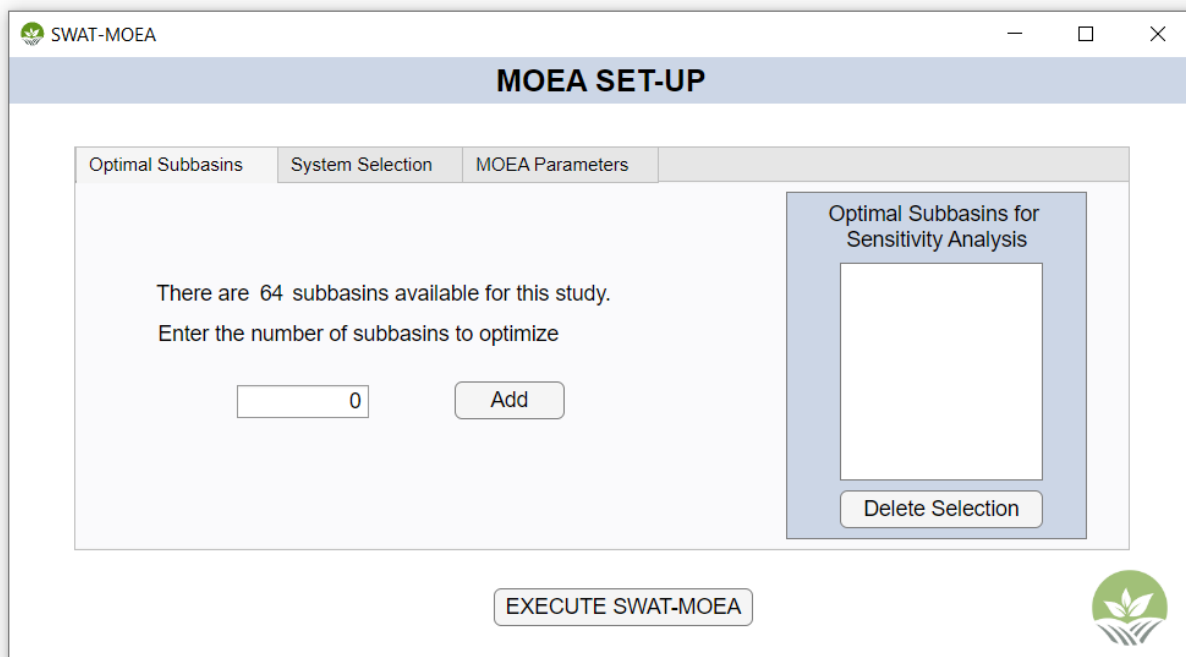 SWAT-MOEA
MOEA SET-UP
Optimal Subbasins
System Selection
MOEA Parameters
There are 64 subbasins available for this study.
Enter the number of subbasins to optimize
0
Add
Optimal Subbasins for
Sensitivity Analysis
Delete Selection
EXECUTE SWAT-MOEA